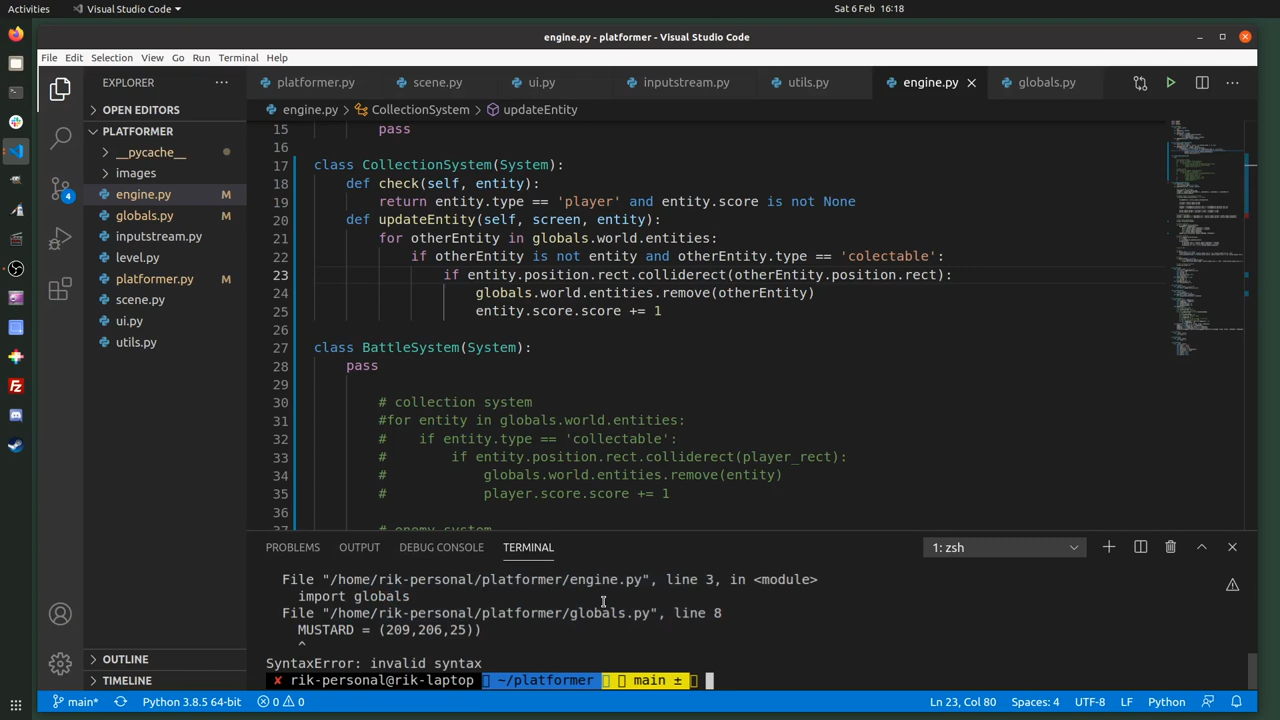 Activities
Visual Studio Code
Sat 6 Feb 16:18
engine.py - platformer - Visual Studio Code
File Edit Selection View Go Run Terminal Help
EXPLORER ...
platformer.py scene.py ui.py inputstream.py utils.py engine.py globals.py
OPEN EDITORS
engine.py > CollectionSystem > updateEntity
PLATFORMER
__pycache__
images
engine.py M
globals.py M
inputstream.py
level.py
platformer.py M
scene.py
ui.py
utils.py
4
15 pass
16
17 class CollectionSystem(System):
18 def check(self, entity):
19 return entity.type == 'player' and entity.score is not None
20 def updateEntity(self, screen, entity):
21 for otherEntity in globals.world.entities:
22 if otherEntity is not entity and otherEntity.type == 'colectable':
23 if entity.position.rect.colliderect(otherEntity.position.rect):
24 globals.world.entities.remove(otherEntity)
25 entity.score.score += 1
26
27 class BattleSystem(System):
28 pass
29
30 # collection system
31 #for entity in globals.world.entities:
32 # if entity.type == 'collectable':
33 # if entity.position.rect.colliderect(player_rect):
34 # globals.world.entities.remove(entity)
35 # player.score.score += 1
36
37 # enemy system
PROBLEMS OUTPUT DEBUG CONSOLE TERMINAL
1: zsh
File "/home/rik-personal/platformer/engine.py", line 3, in <module>
import globals
File "/home/rik-personal/platformer/globals.py", line 8
MUSTARD = (209,206,25))
^
SyntaxError: invalid syntax
✘ rik-personal@rik-laptop ~/platformer main ±
OUTLINE
TIMELINE
main* Python 3.8.5 64-bit 0 0 Ln 23, Col 80 Spaces: 4 UTF-8 LF Python